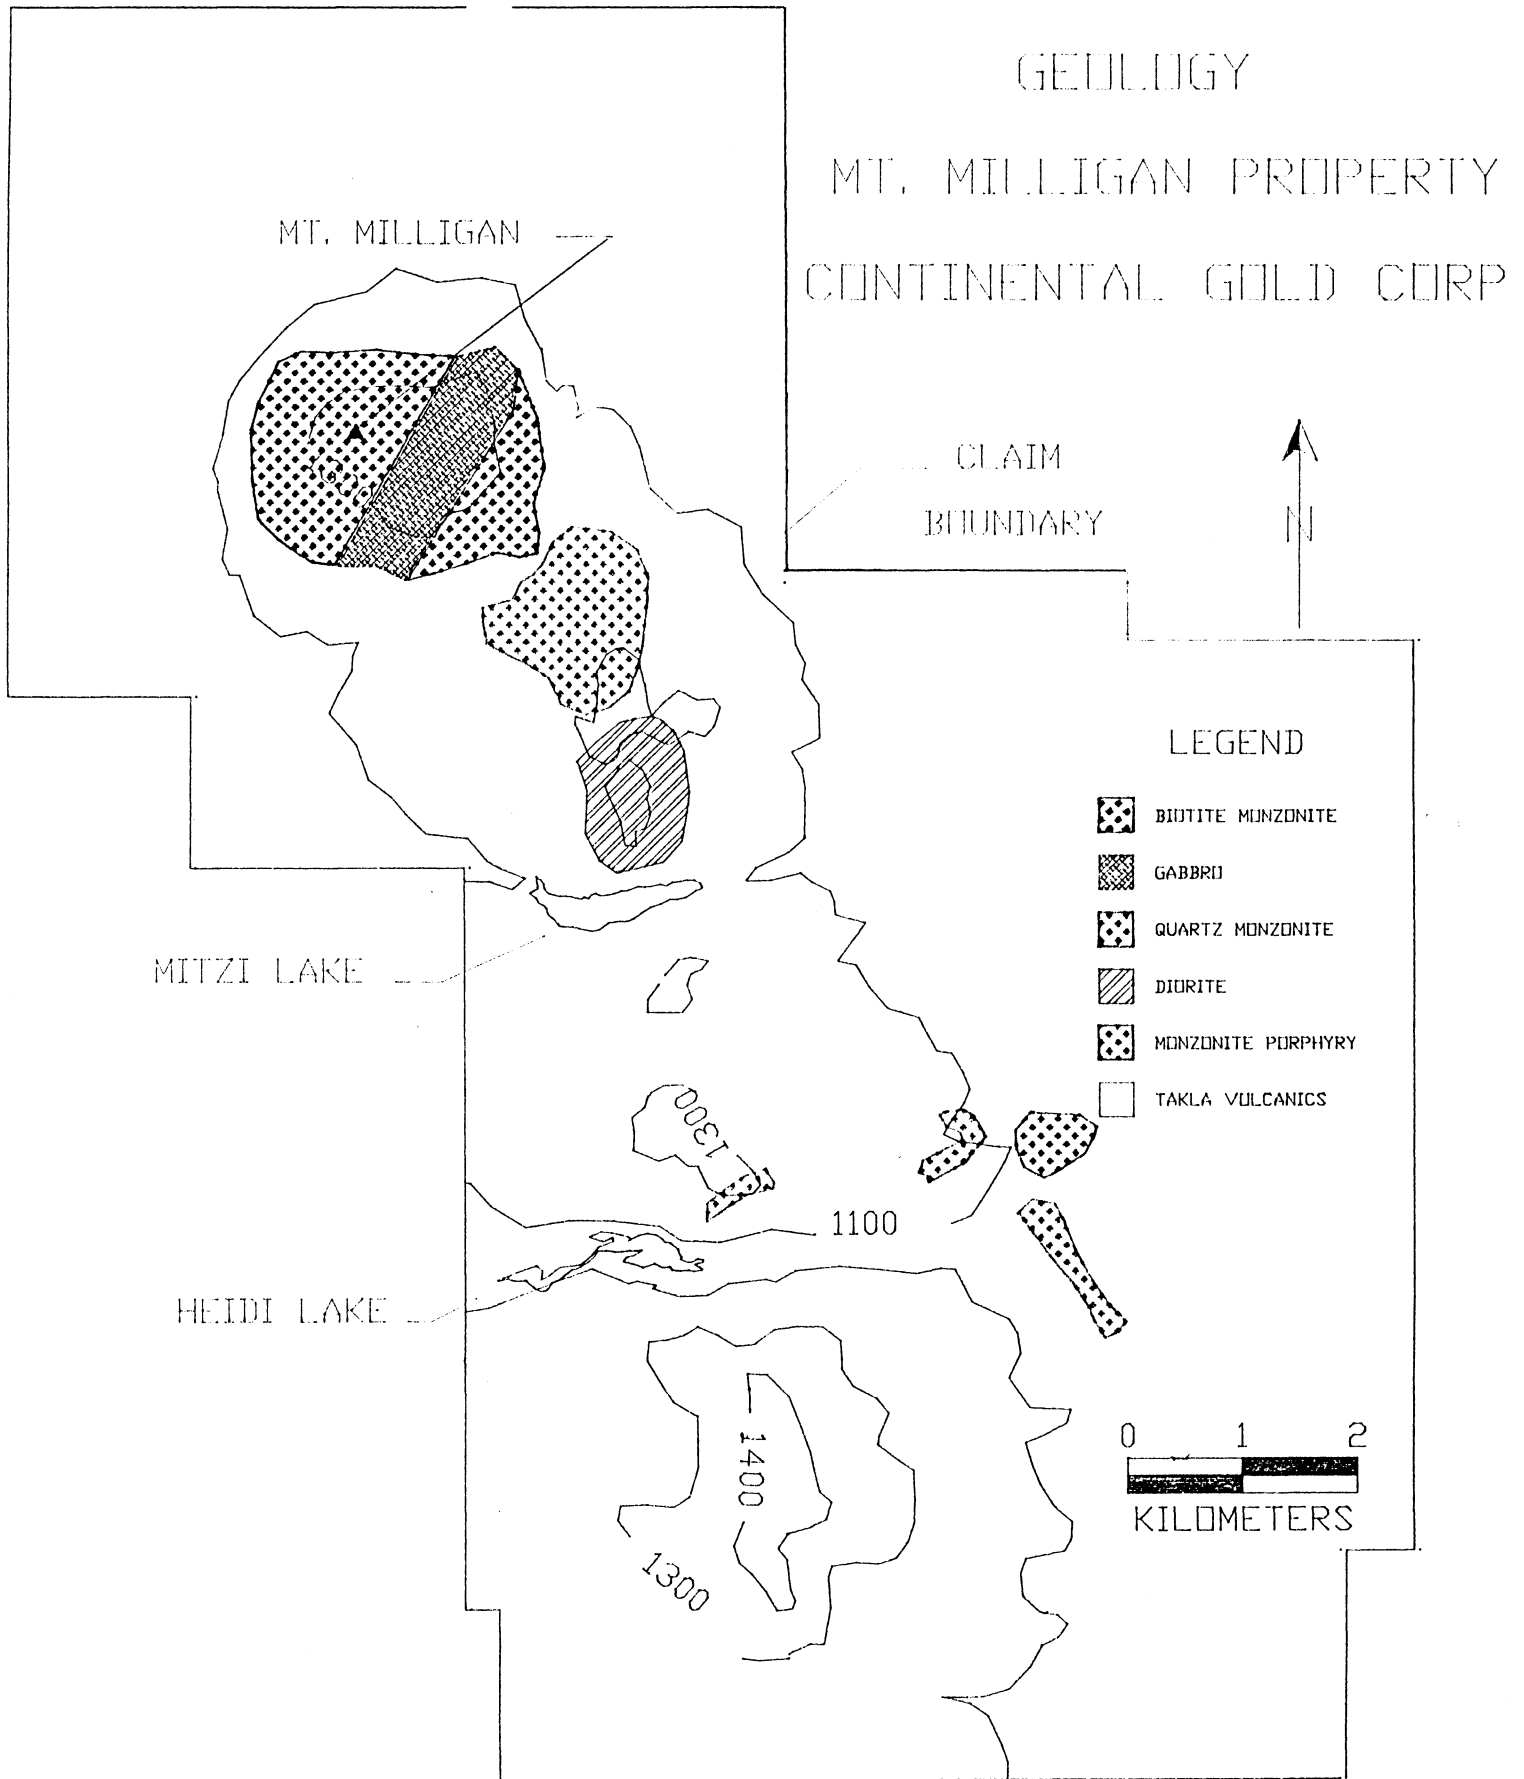 GEOLOGY
MT. MILLIGAN PROPERTY
CONTINENTAL GOLD CORP
MT. MILLIGAN
CLAIM
BOUNDARY
N
LEGEND
BIOTITE MONZONITE
GABBRO
QUARTZ MONZONITE
DIORITE
MONZONITE PORPHYRY
TAKLA VOLCANICS
MITZI LAKE
1300
1100
HEIDI LAKE
1400
1300
0 1 2
KILOMETERS